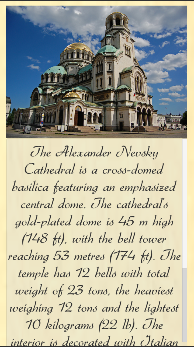 The Alexander Nevsky
Cathedral is a cross-domed
basilica featuring an emphasized
central dome. The cathedral's
gold-plated dome is 45 m high
(148 ft), with the bell tower
reaching 53 metres (174 ft). The
temple has 12 bells with total
weight of 23 tons, the heaviest
weighing 12 tons and the lightest
10 kilograms (22 lb). The
interior is decorated with Italian